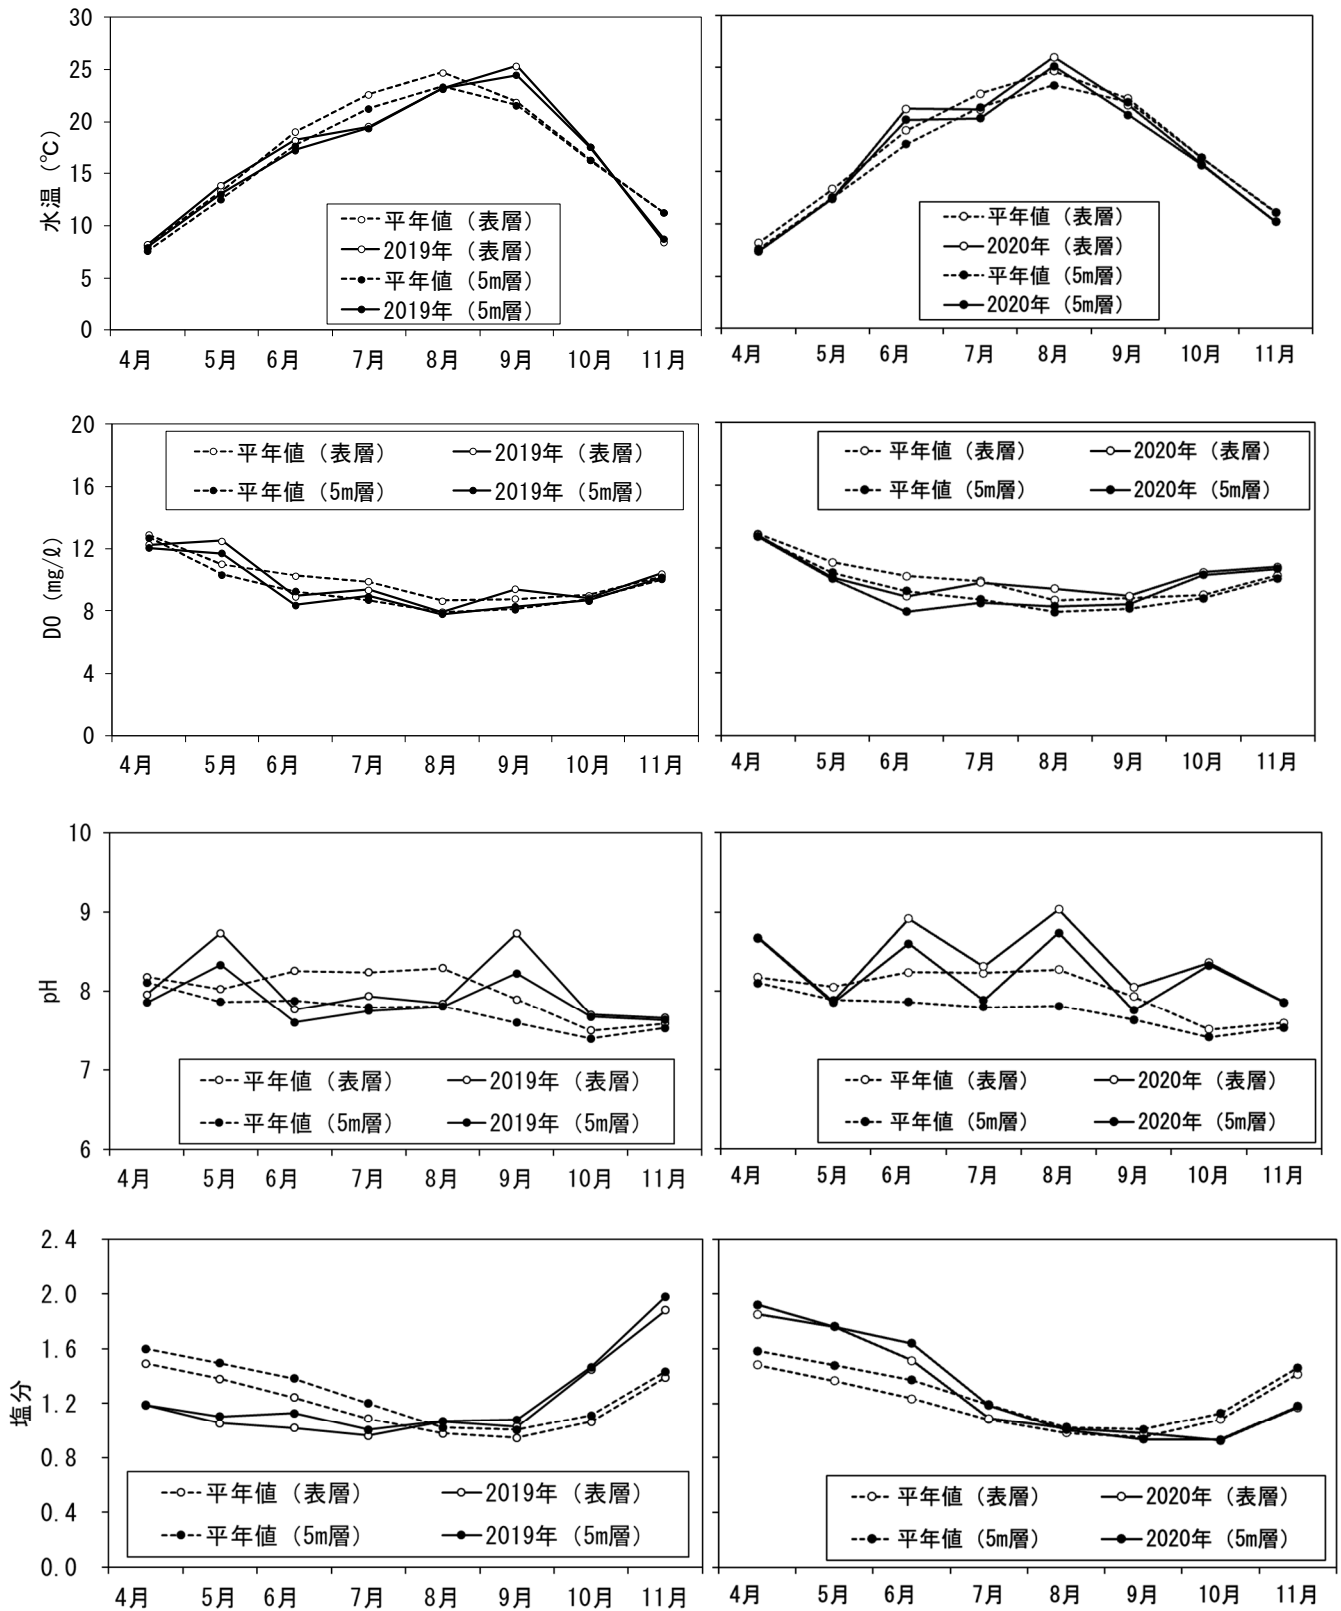 30
25
20
15
10
5
0
水温 (℃)
平年値 (表層)
2019年 (表層)
平年値 (5m層)
2019年 (5m層)
4月 5月 6月 7月 8月 9月 10月 11月
平年値 (表層)
2020年 (表層)
平年値 (5m層)
2020年 (5m層)
4月 5月 6月 7月 8月 9月 10月 11月
20
16
12
8
4
0
DO (mg/ℓ)
平年値 (表層) 2019年 (表層)
平年値 (5m層) 2019年 (5m層)
4月 5月 6月 7月 8月 9月 10月 11月
平年値 (表層) 2020年 (表層)
平年値 (5m層) 2020年 (5m層)
4月 5月 6月 7月 8月 9月 10月 11月
10
9
8
7
6
pH
平年値 (表層) 2019年 (表層)
平年値 (5m層) 2019年 (5m層)
4月 5月 6月 7月 8月 9月 10月 11月
平年値 (表層) 2020年 (表層)
平年値 (5m層) 2020年 (5m層)
4月 5月 6月 7月 8月 9月 10月 11月
2.4
2.0
1.6
1.2
0.8
0.4
0.0
塩分
平年値 (表層) 2019年 (表層)
平年値 (5m層) 2019年 (5m層)
4月 5月 6月 7月 8月 9月 10月 11月
平年値 (表層) 2020年 (表層)
平年値 (5m層) 2020年 (5m層)
4月 5月 6月 7月 8月 9月 10月 11月